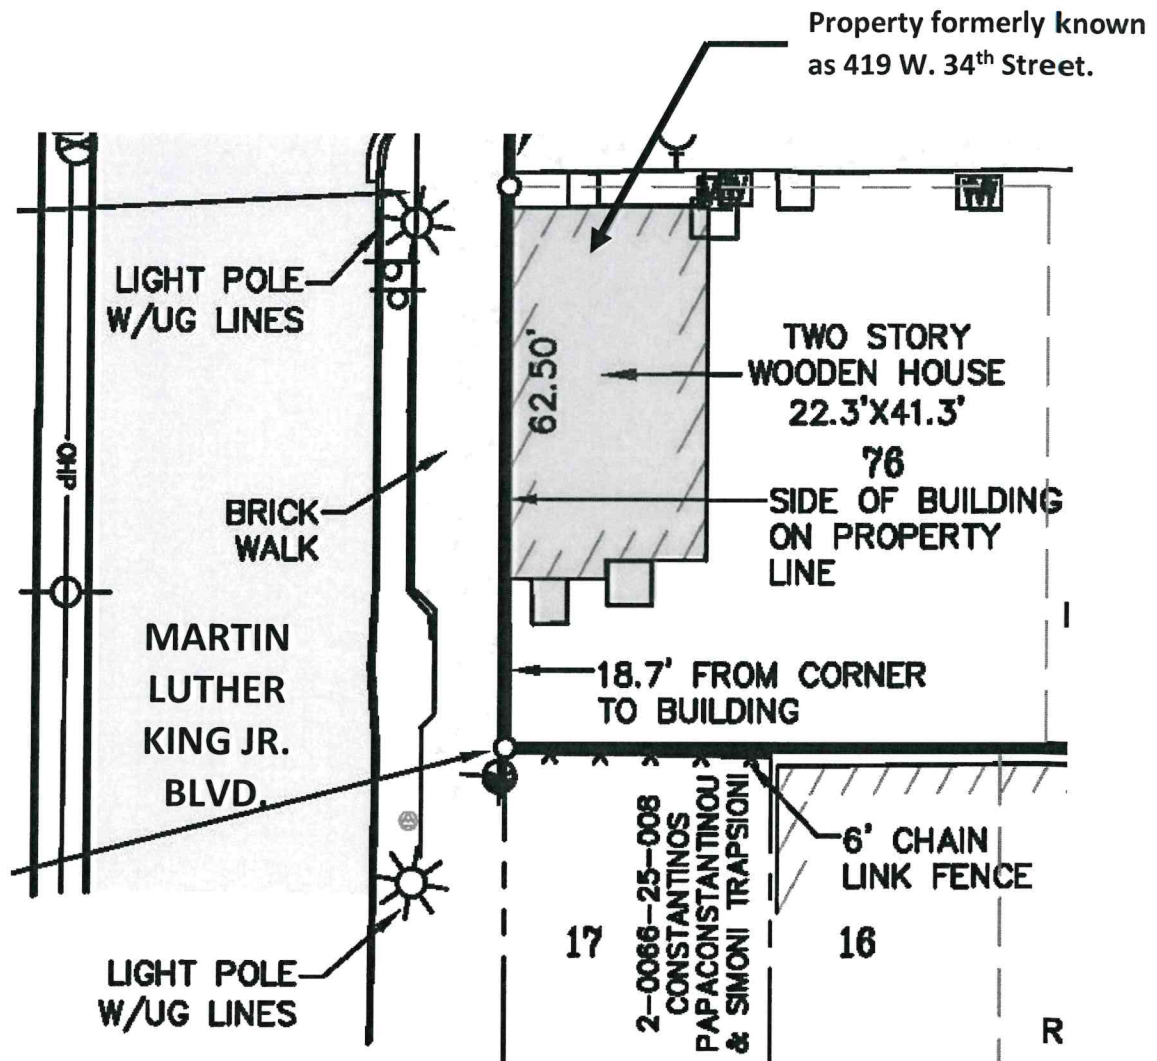 Property formerly known
as 419 W. 34th Street.
LIGHT POLE
W/UG LINES
62.50'
TWO STORY
WOODEN HOUSE
22.3'X41.3'
76
OHP
BRICK
WALK
SIDE OF BUILDING
ON PROPERTY
LINE
MARTIN
LUTHER
KING JR.
BLVD.
18.7' FROM CORNER
TO BUILDING
2-0066-25-008
CONSTANTINOS
PAPACONSTANTINOU
& SIMONI TRAPSIONI
6' CHAIN
LINK FENCE
17
16
LIGHT POLE
W/UG LINES
R